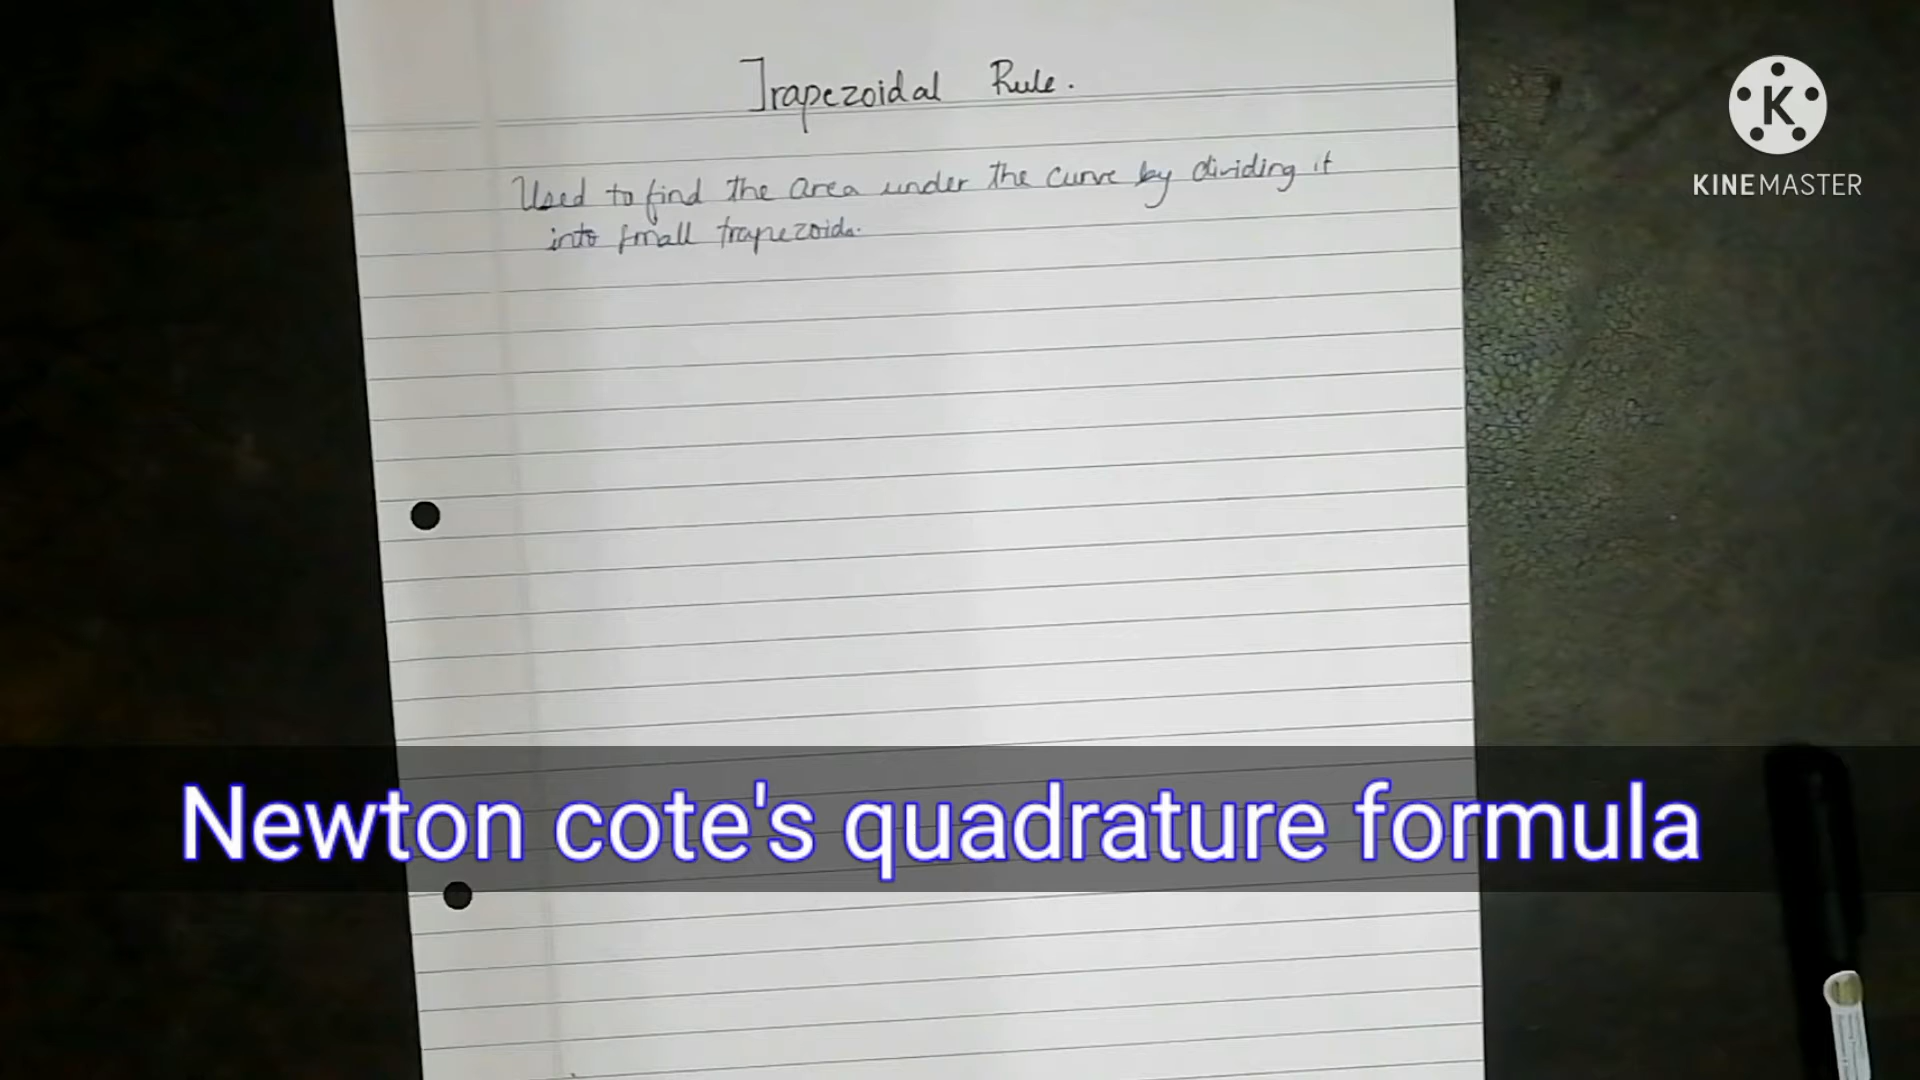 Trapezoidal Rule.
Used to find the area under the curve by dividing it
into small trapezoids.
K
KINEMASTER
Newton cote's quadrature formula